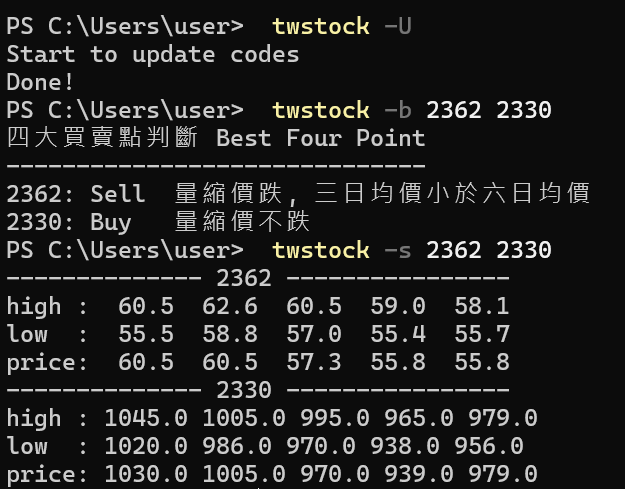 PS C:\Users\user>  twstock -U
Start to update codes
Done!
PS C:\Users\user>  twstock -b 2362 2330
四大買賣點判斷 Best Four Point
------------------------------
2362: Sell  量縮價跌, 三日均價小於六日均價
2330: Buy   量縮價不跌
PS C:\Users\user>  twstock -s 2362 2330
-------------- 2362 ----------------
high :  60.5  62.6  60.5  59.0  58.1
low  :  55.5  58.8  57.0  55.4  55.7
price:  60.5  60.5  57.3  55.8  55.8
-------------- 2330 ----------------
high : 1045.0 1005.0 995.0 965.0 979.0
low  : 1020.0 986.0 970.0 938.0 956.0
price: 1030.0 1005.0 970.0 939.0 979.0